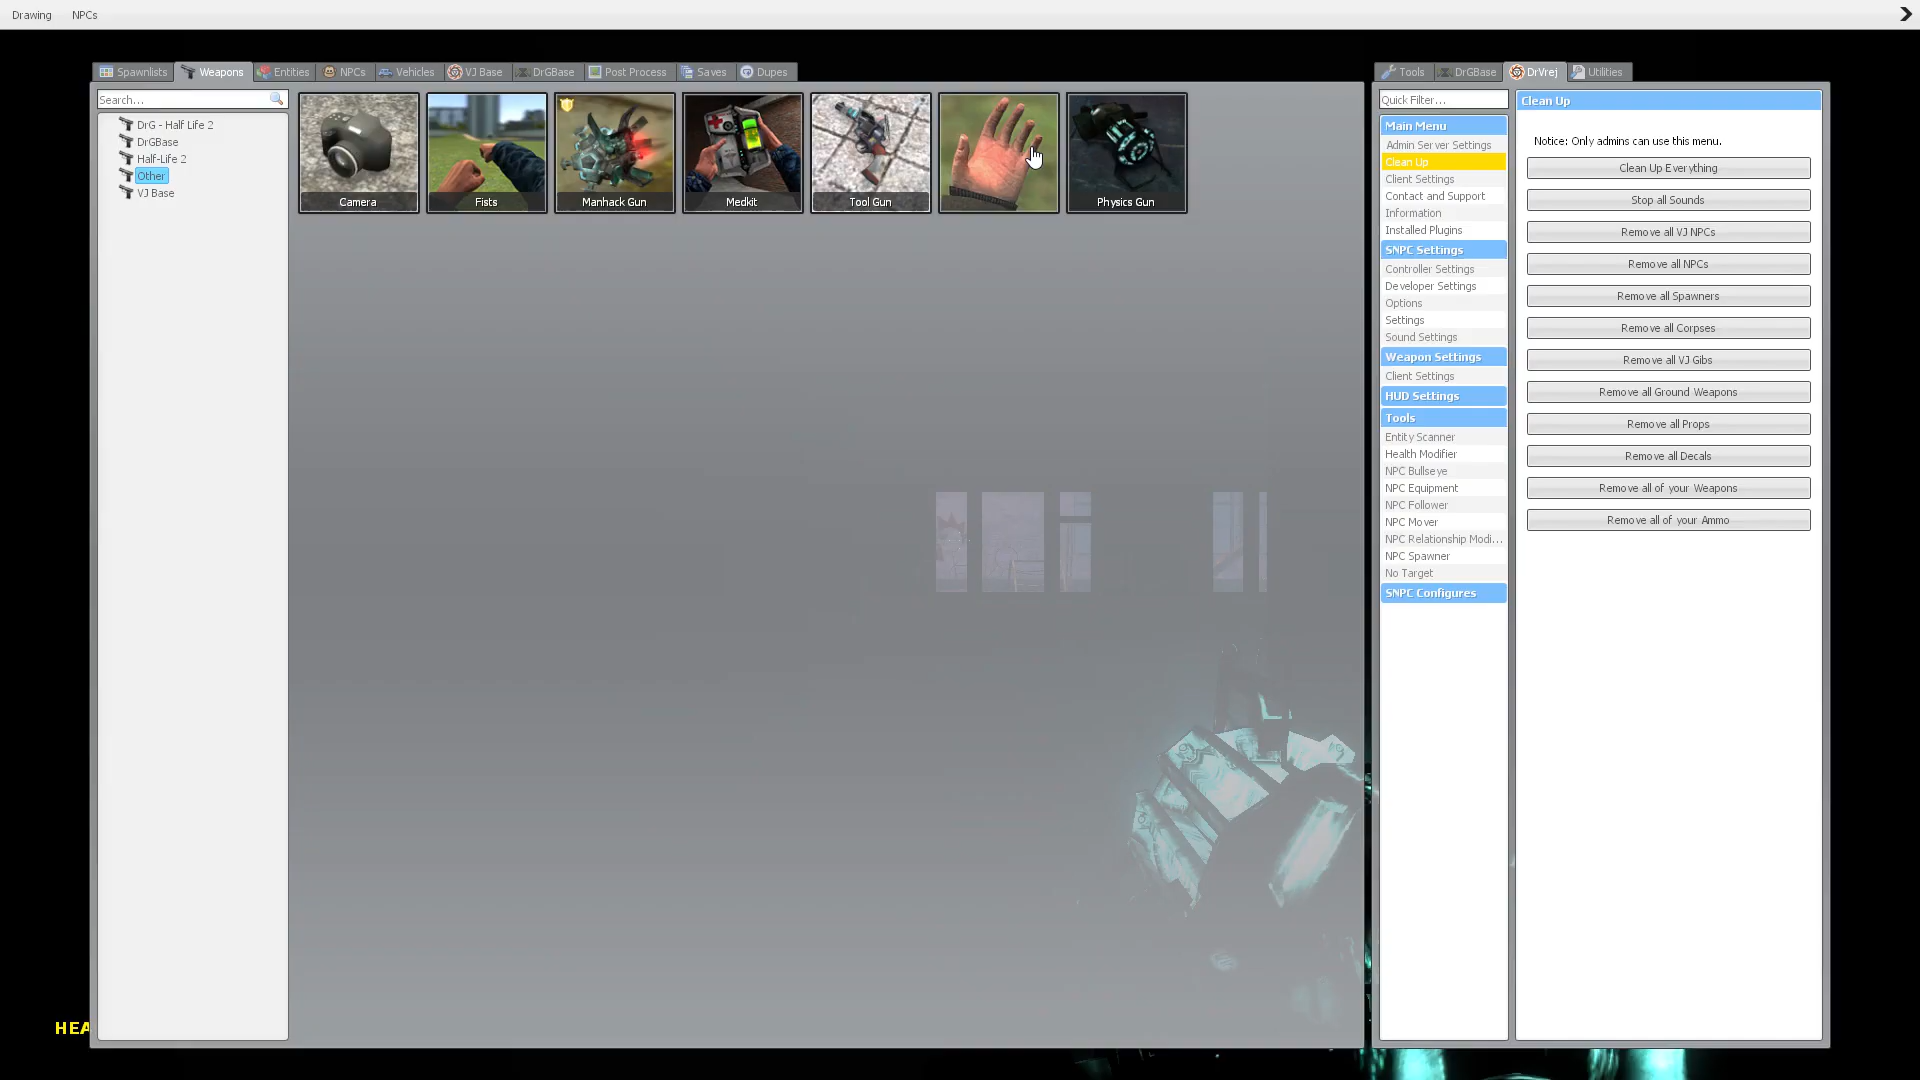 Drawing NPCs
Spawnlists Weapons Entities NPCs Vehicles VJ Base DrGBase Post Process Saves Dupes
Search...
DrG - Half Life 2
DrGBase
Half-Life 2
Other
VJ Base
Camera
Fists
Manhack Gun
Medkit
Tool Gun
Physics Gun
HEA
Tools DrGBase DrVrej Utilities
Quick Filter...
Main Menu
Admin Server Settings
Clean Up
Client Settings
Contact and Support
Information
Installed Plugins
SNPC Settings
Controller Settings
Developer Settings
Options
Settings
Sound Settings
Weapon Settings
Client Settings
HUD Settings
Tools
Entity Scanner
Health Modifier
NPC Bullseye
NPC Equipment
NPC Follower
NPC Mover
NPC Relationship Modi...
NPC Spawner
No Target
SNPC Configures
Clean Up
Notice: Only admins can use this menu.
Clean Up Everything
Stop all Sounds
Remove all VJ NPCs
Remove all NPCs
Remove all Spawners
Remove all Corpses
Remove all VJ Gibs
Remove all Ground Weapons
Remove all Props
Remove all Decals
Remove all of your Weapons
Remove all of your Ammo